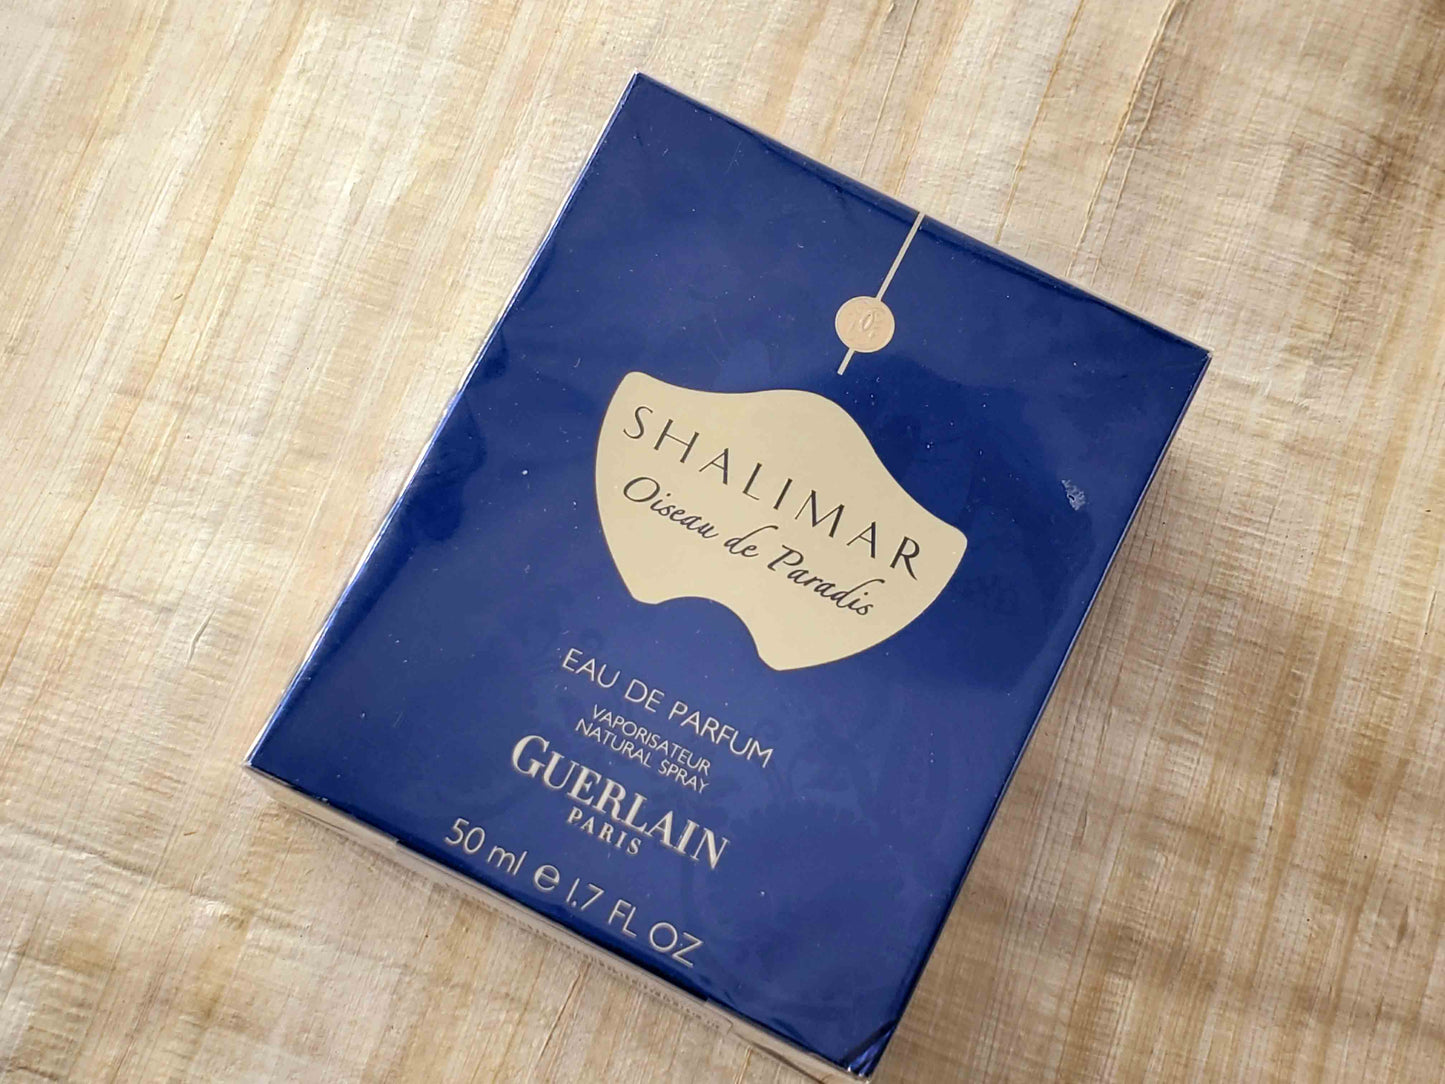 SHALIMAR
Oiseau de Paradis
EAU DE PARFUM
VAPORISATEUR
NATURAL SPRAY
GUERLAIN
PARIS
50 ml e 1.7 FL OZ